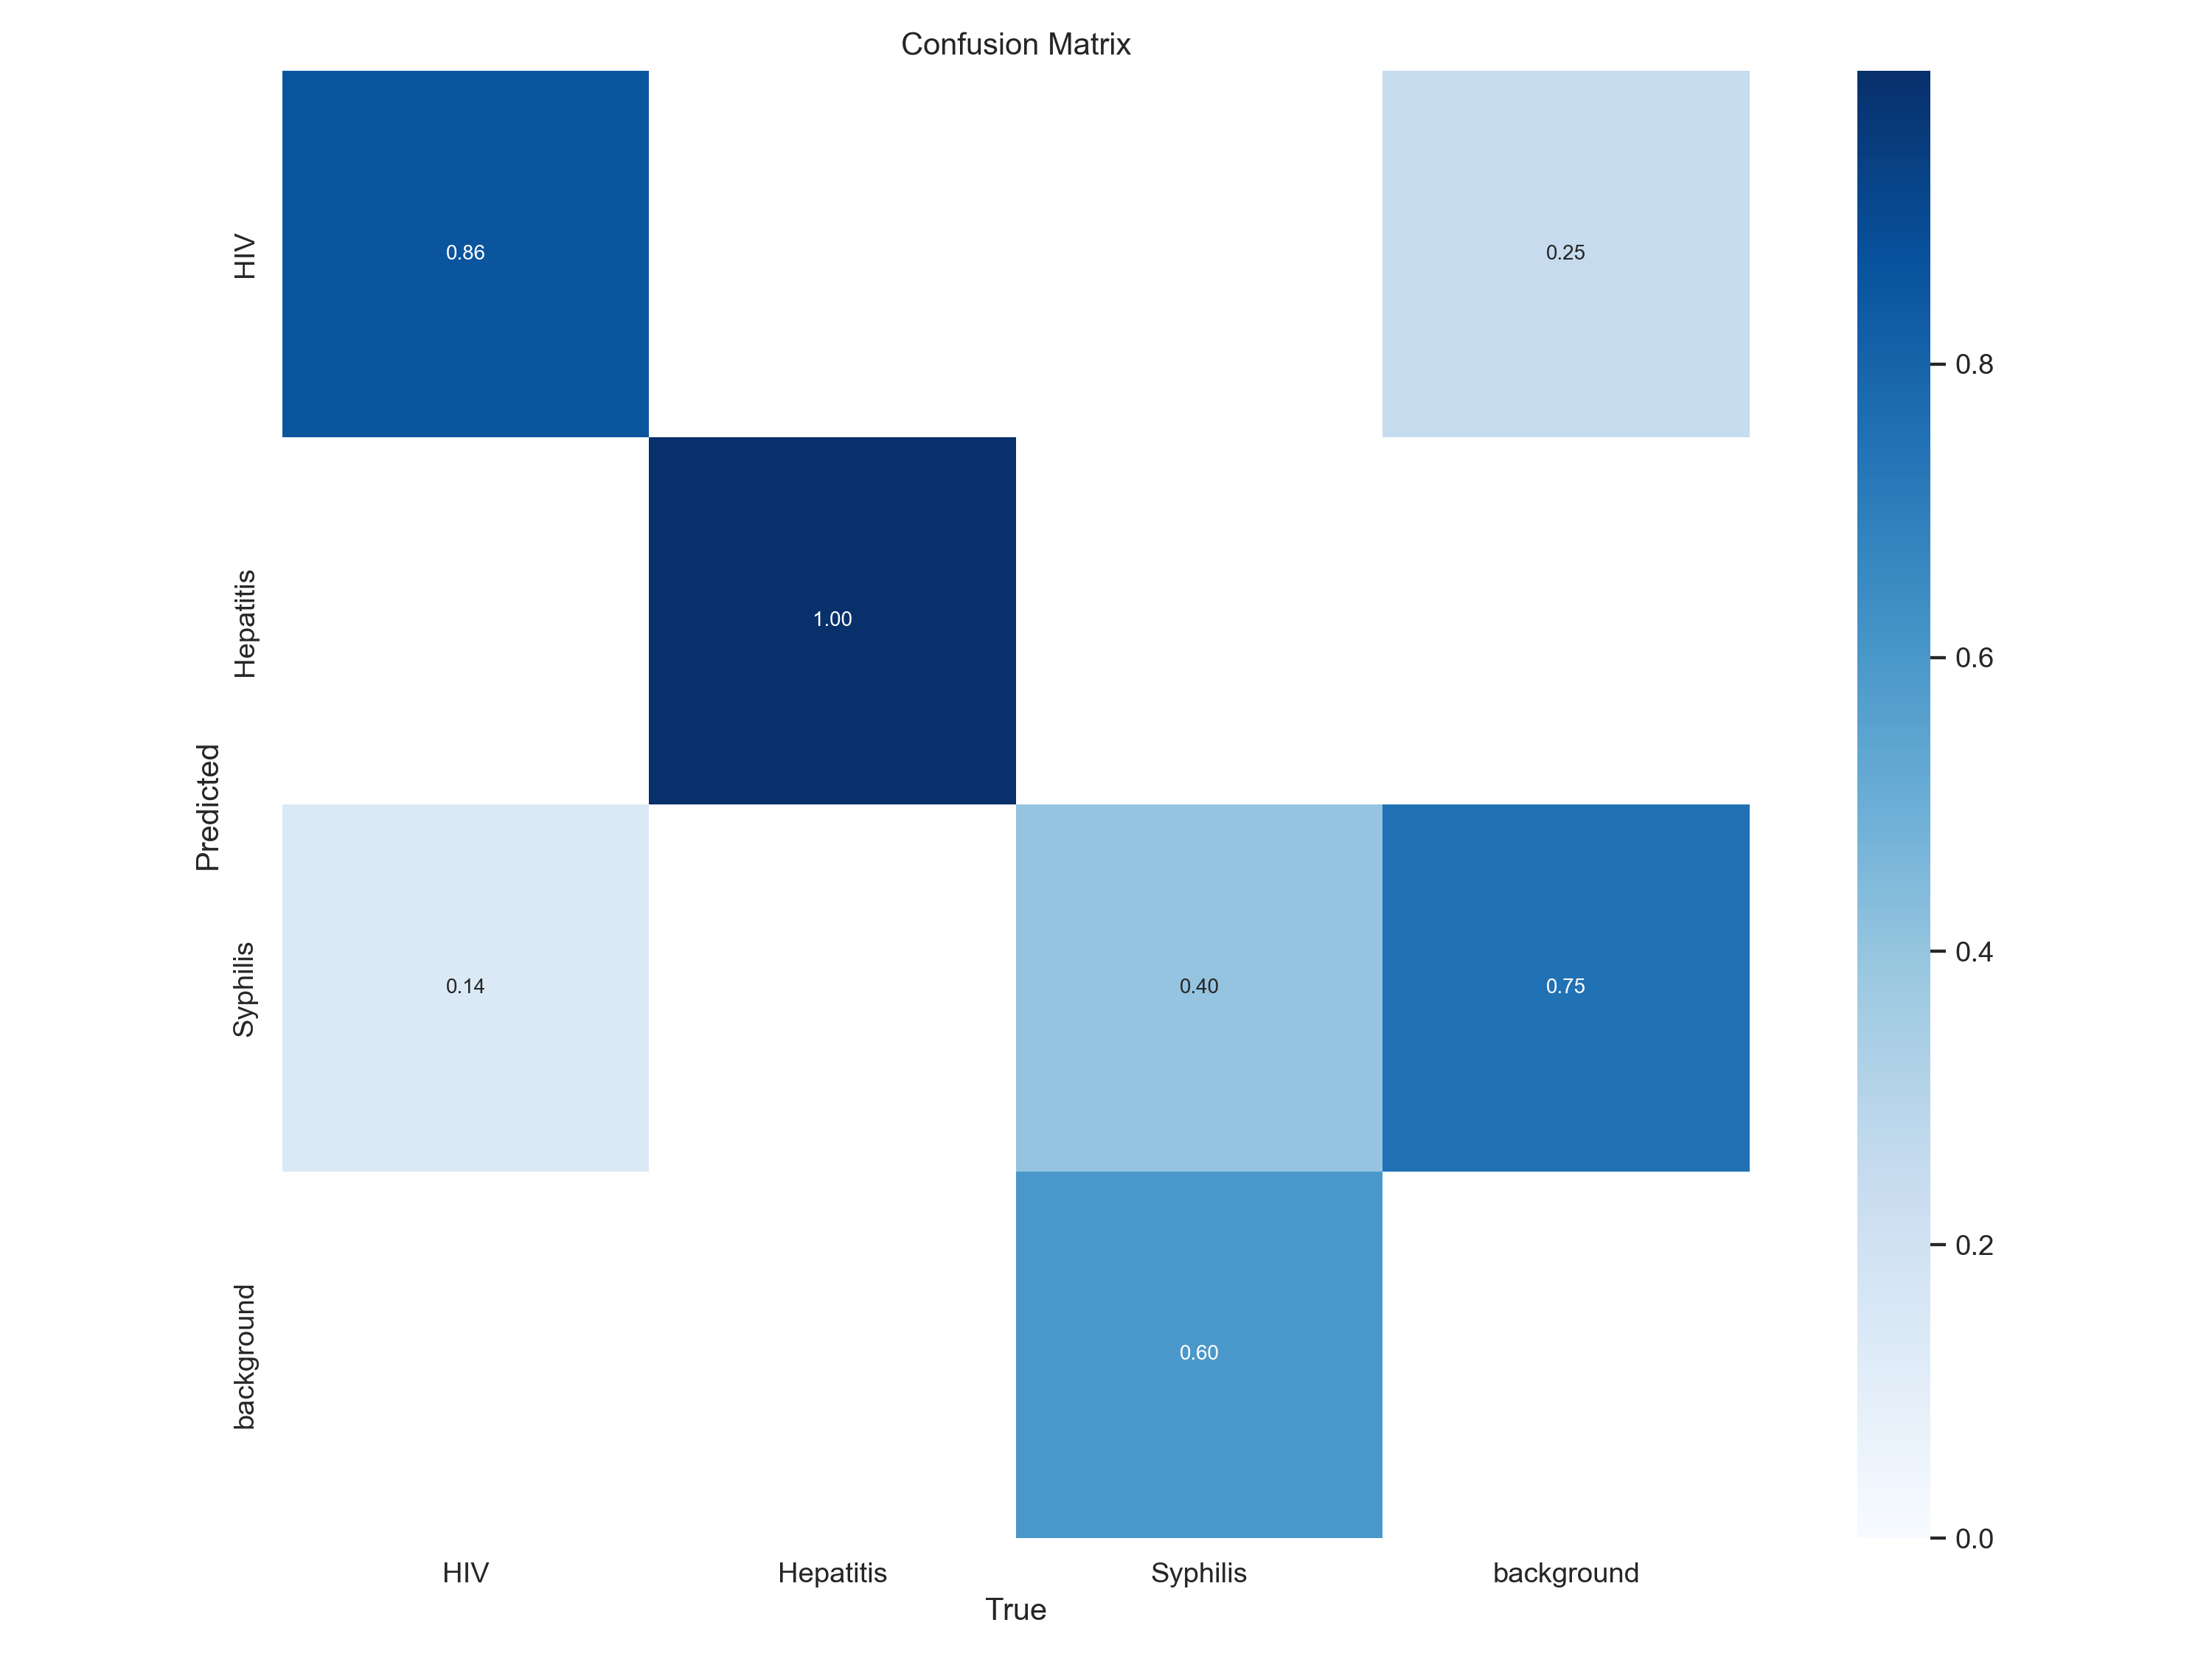 Confusion Matrix
HIV
0.86
0.25
0.8
Hepatitis
1.00
0.6
Predicted
Syphilis
0.14
0.40
0.75
0.4
background
0.60
0.2
0.0
HIV
Hepatitis
Syphilis
background
True